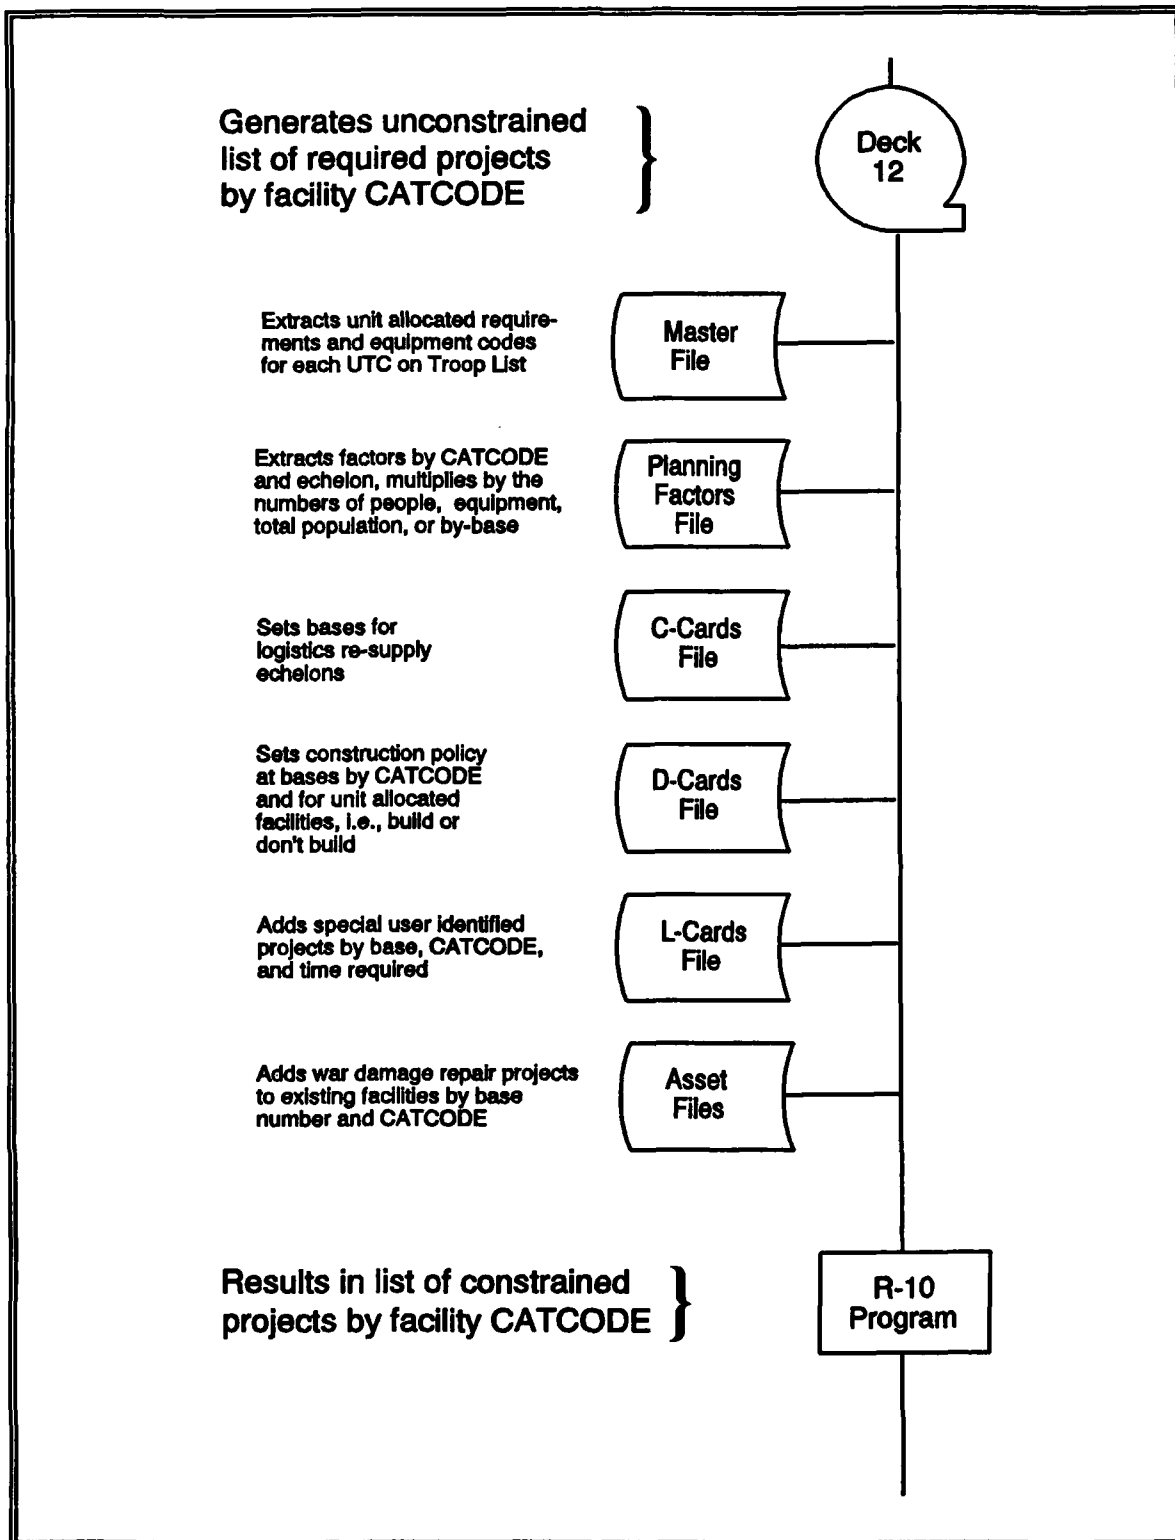 Generates unconstrained
list of required projects
by facility CATCODE
Deck
12
Extracts unit allocated require-
ments and equipment codes
for each UTC on Troop List
Master
File
Extracts factors by CATCODE
and echelon, multiplies by the
numbers of people, equipment,
total population, or by-base
Planning
Factors
File
Sets bases for
logistics re-supply
echelons
C-Cards
File
Sets construction policy
at bases by CATCODE
and for unit allocated
facilities, i.e., build or
don't build
D-Cards
File
Adds special user identified
projects by base, CATCODE,
and time required
L-Cards
File
Adds war damage repair projects
to existing facilities by base
number and CATCODE
Asset
Files
Results in list of constrained
projects by facility CATCODE
R-10
Program